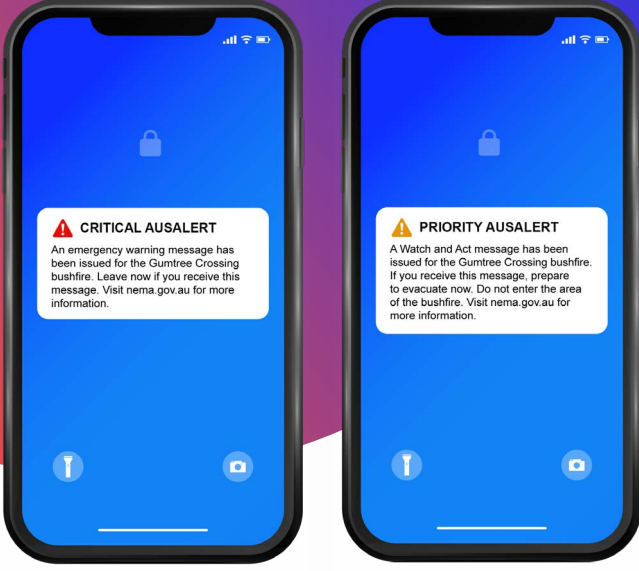 CRITICAL AUSALERT
An emergency warning message has
been issued for the Gumtree Crossing
bushfire. Leave now if you receive this
message. Visit nema.gov.au for more
information.
PRIORITY AUSALERT
A Watch and Act message has been
issued for the Gumtree Crossing bushfire.
If you receive this message, prepare
to evacuate now. Do not enter the area
of the bushfire. Visit nema.gov.au for
more information.